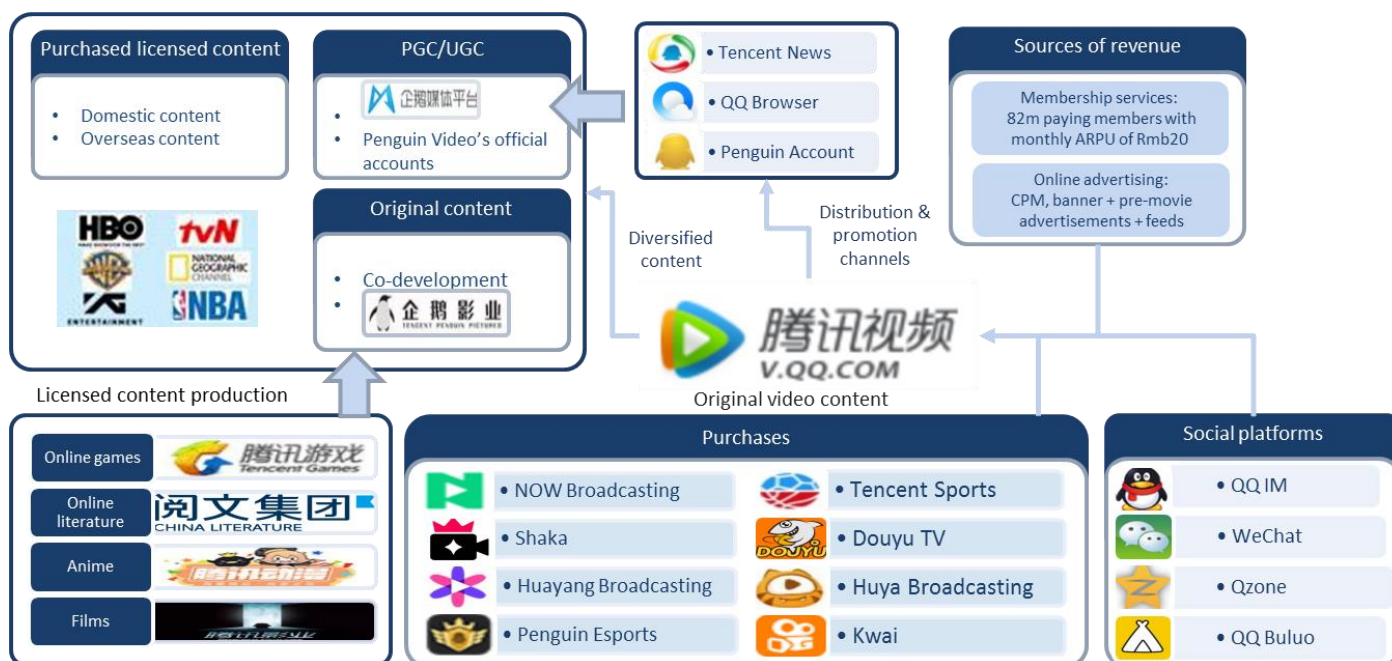 Purchased licensed content
• Domestic content
• Overseas content
HBO
tvN
NATIONAL
GEOGRAPHIC
CHANNEL
YG
ENTERTAINMENT
NBA
PGC/UGC
• 企鹅媒体平台
• Penguin Video's official
accounts
Original content
• Co-development
• 企鹅影业
TENCENT PENGUIN PICTURES
• Tencent News
• QQ Browser
• Penguin Account
Sources of revenue
Membership services:
82m paying members with
monthly ARPU of Rmb20
Online advertising:
CPM, banner + pre-movie
advertisements + feeds
Diversified
content
Distribution &
promotion
channels
腾讯视频
V.QQ.COM
Licensed content production
Original video content
Online games
腾讯游戏
Tencent Games
Online
literature
阅文集团
CHINA LITERATURE
Anime
腾讯动漫
Films
腾讯影业
Purchases
• NOW Broadcasting
• Shaka
• Huayang Broadcasting
• Penguin Esports
• Tencent Sports
DOUYU
• Douyu TV
• Huya Broadcasting
• Kwai
Social platforms
• QQ IM
• WeChat
• Qzone
• QQ Buluo